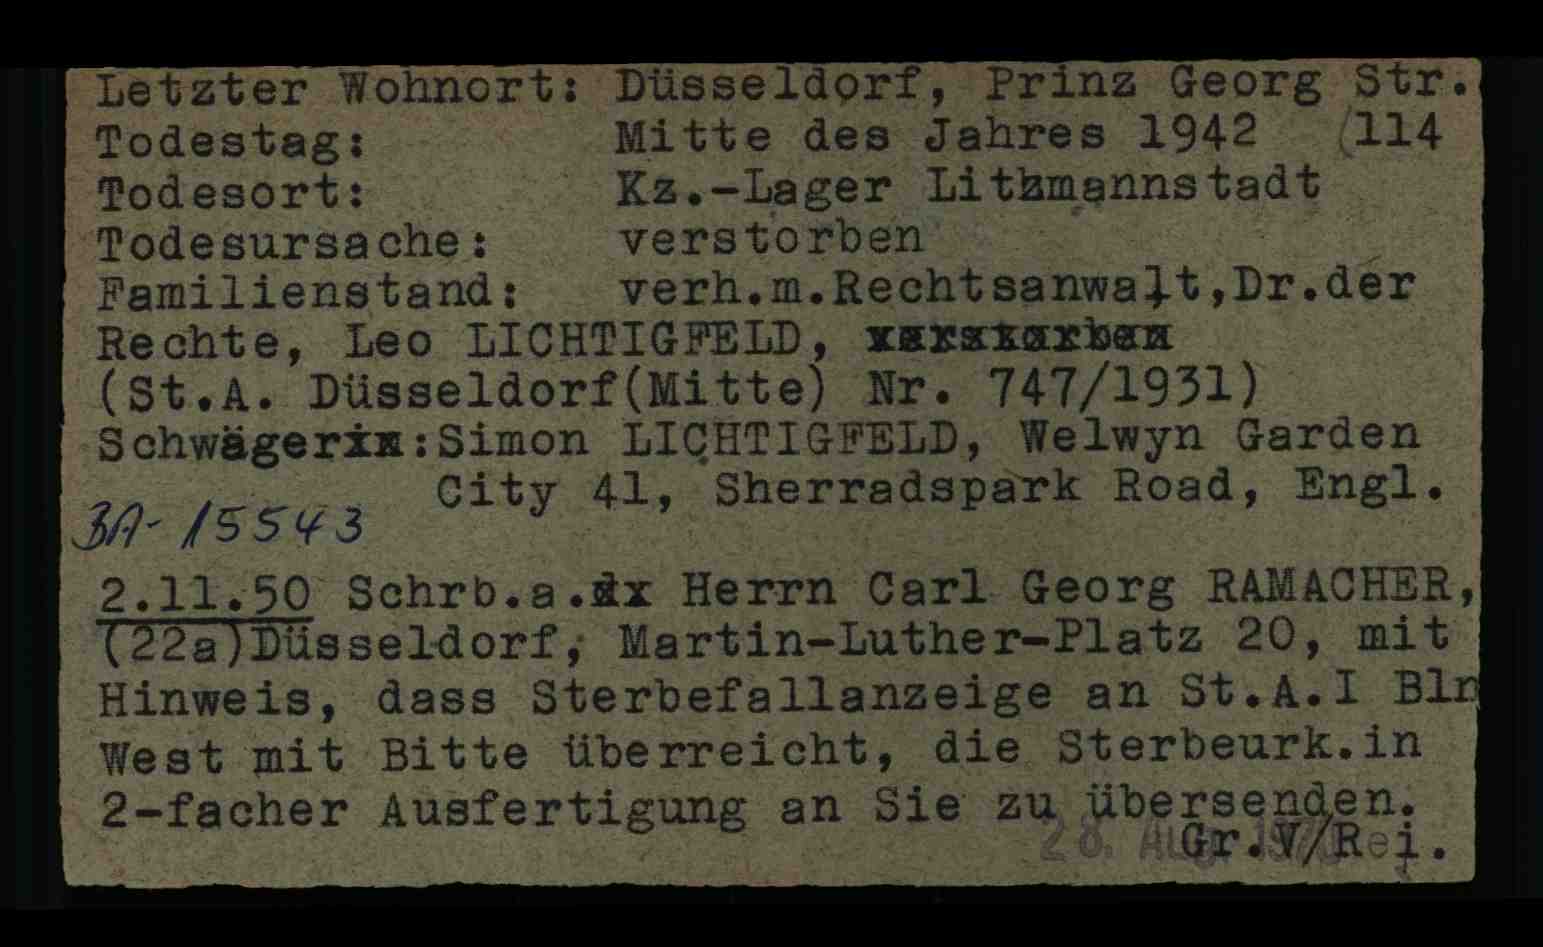 Letzter Wohnort: Düsseldorf, Prinz Georg Str.
Todestag: Mitte des Jahres 1942 (114
Todesort: Kz.-Lager Litzmannstadt
Todesursache: verstorben
Familienstand: verh.m.Rechtsanwalt,Dr.der
Rechte, Leo LICHTIGFELD, verstorben
(St.A. Düsseldorf(Mitte) Nr. 747/1931)
Schwägerin:Simon LICHTIGFELD, Welwyn Garden
City 41, Sherradspark Road, Engl.
BA-15543
2.11.50 Schrb.a.dx Herrn Carl Georg RAMACHER,
(22a)Düsseldorf, Martin-Luther-Platz 20, mit
Hinweis, dass Sterbefallanzeige an St.A.I Bln
West mit Bitte überreicht, die Sterbeurk.in
2-facher Ausfertigung an Sie zu übersenden.
28. AUG. Gr.V/Rei.